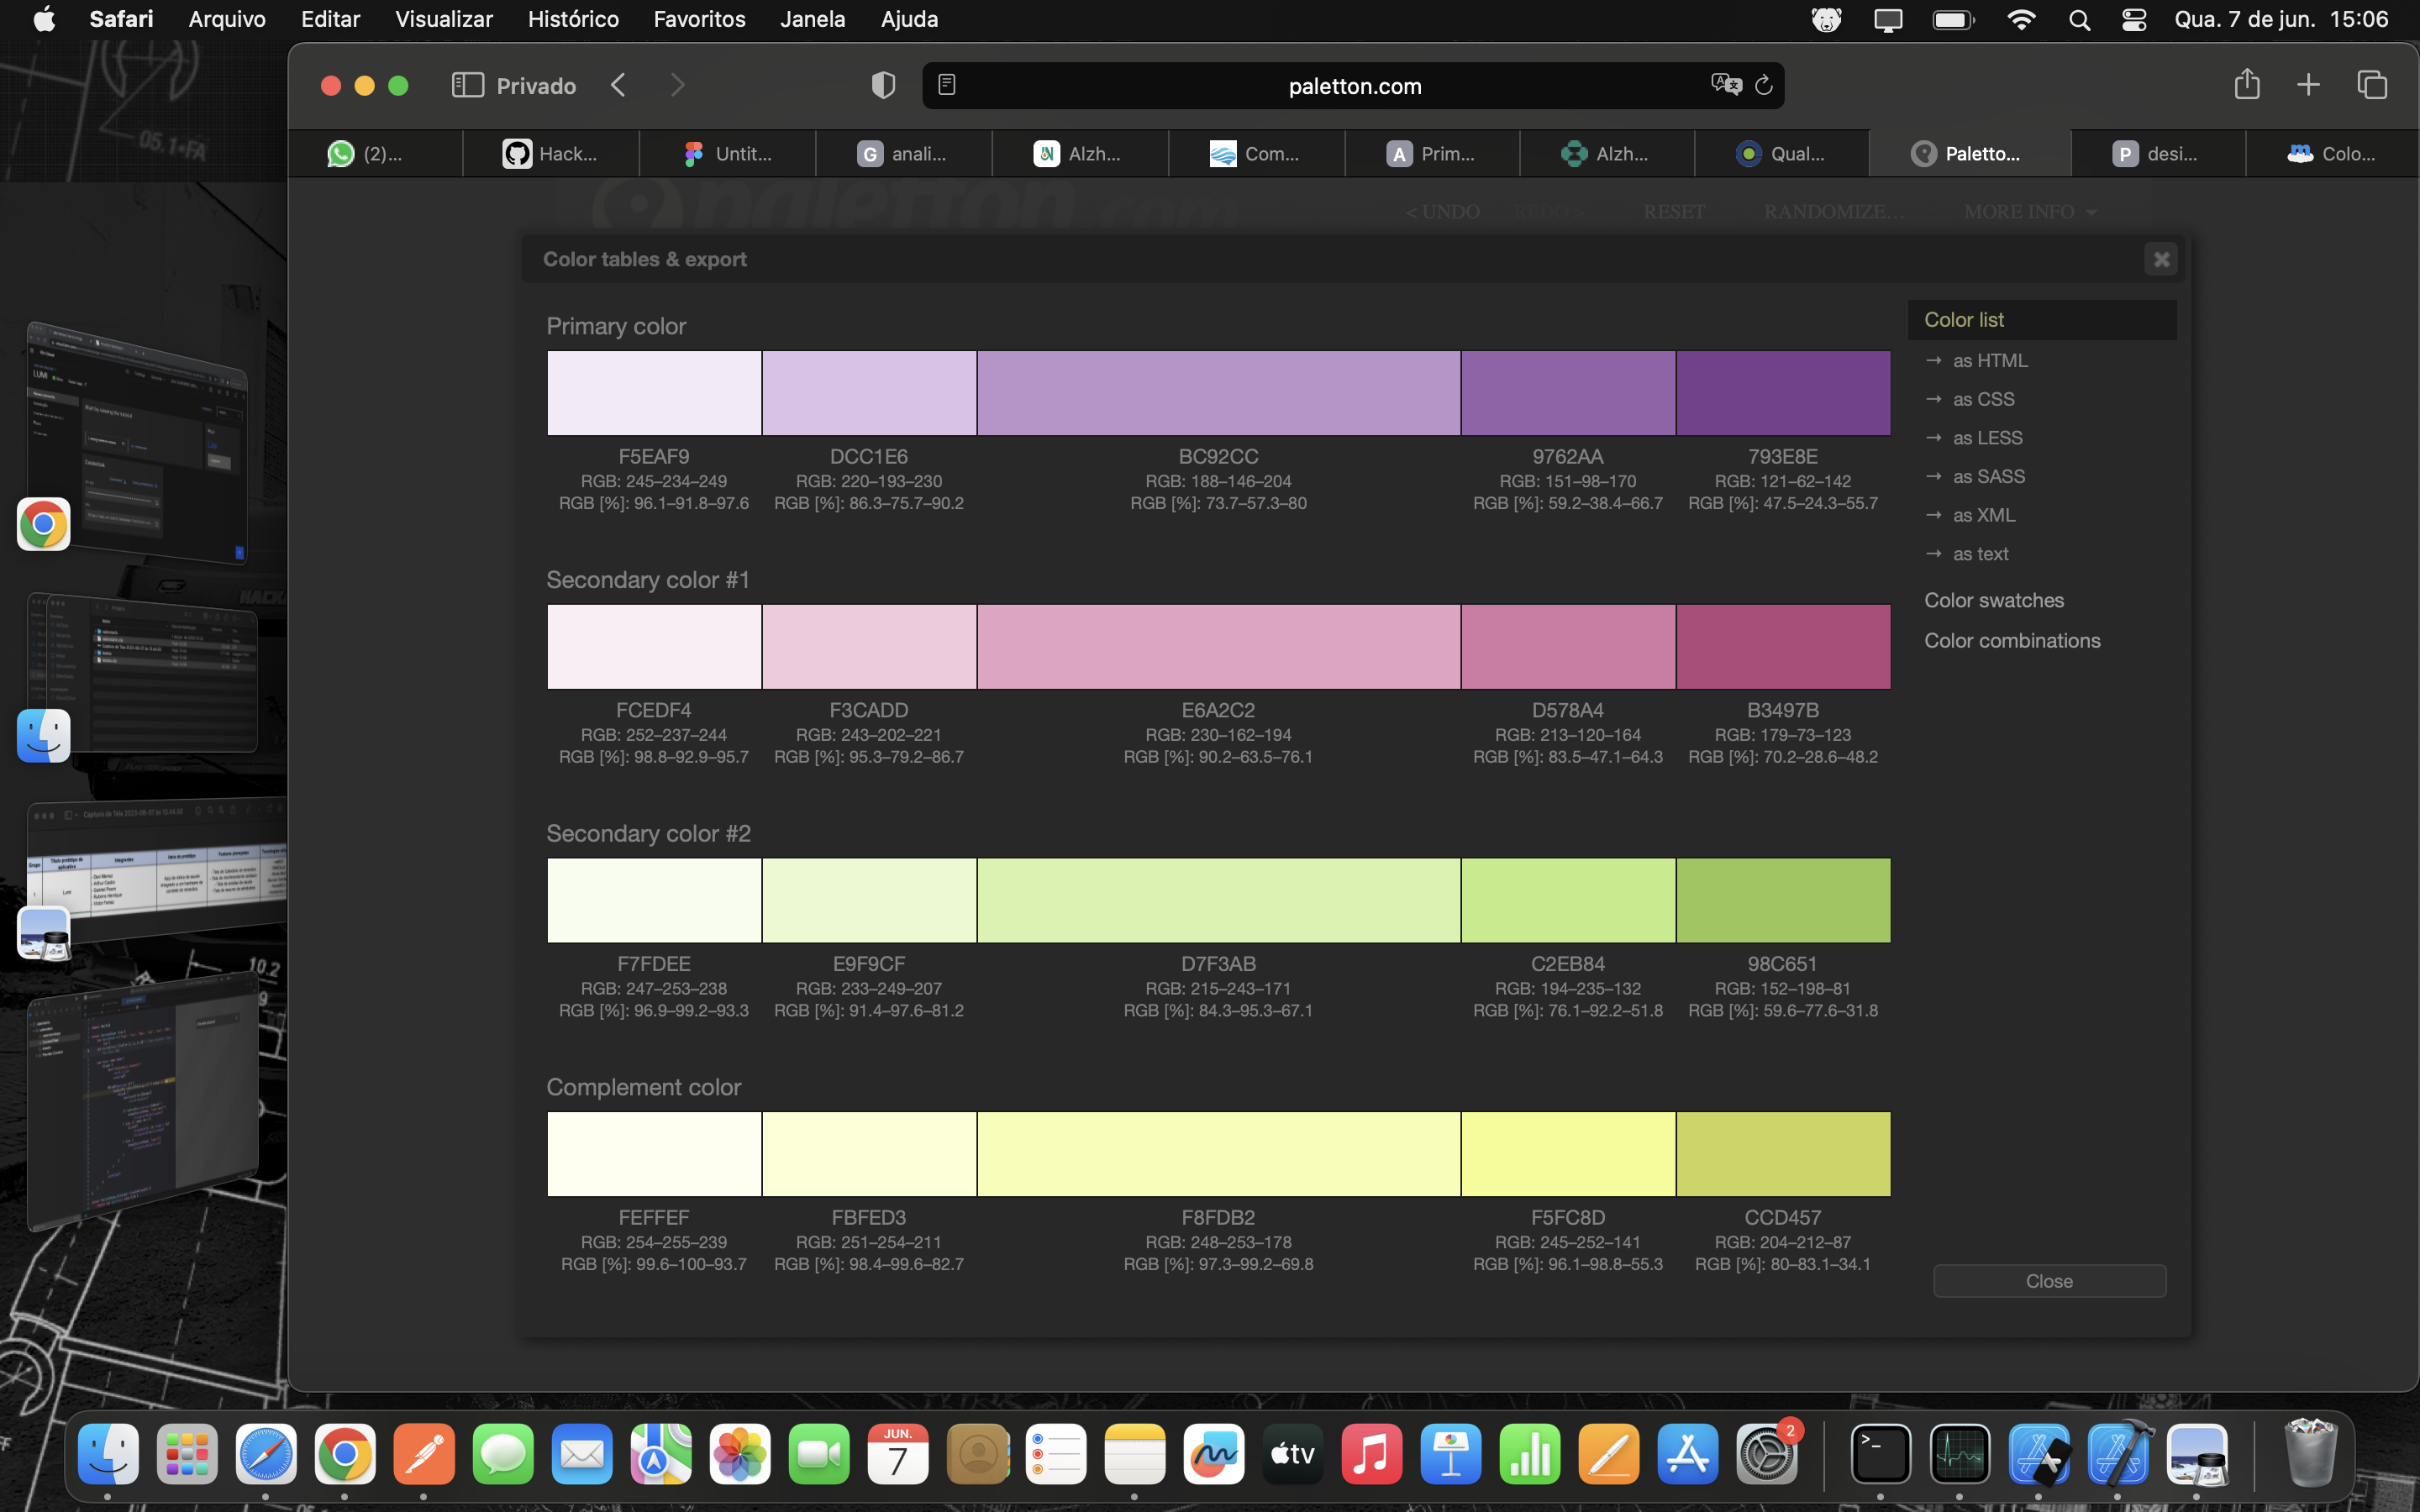 Safari Arquivo Editar Visualizar Histórico Favoritos Janela Ajuda Qua. 7 de jun. 15:06
Privado paletton.com
(2)... Hack... Untit... G anali... Alzh... Com... A Prim... Alzh... Qual... Paletto... P desi... Colo...
paletton.com < UNDO REDO > RESET RANDOMIZE... MORE INFO
Color tables & export
Primary color
F5EAF9 DCC1E6 BC92CC 9762AA 793E8E
RGB: 245–234–249 RGB: 220–193–230 RGB: 188–146–204 RGB: 151–98–170 RGB: 121–62–142
RGB [%]: 96.1–91.8–97.6 RGB [%]: 86.3–75.7–90.2 RGB [%]: 73.7–57.3–80 RGB [%]: 59.2–38.4–66.7 RGB [%]: 47.5–24.3–55.7
Secondary color #1
FCEDF4 F3CADD E6A2C2 D578A4 B3497B
RGB: 252–237–244 RGB: 243–202–221 RGB: 230–162–194 RGB: 213–120–164 RGB: 179–73–123
RGB [%]: 98.8–92.9–95.7 RGB [%]: 95.3–79.2–86.7 RGB [%]: 90.2–63.5–76.1 RGB [%]: 83.5–47.1–64.3 RGB [%]: 70.2–28.6–48.2
Secondary color #2
F7FDEE E9F9CF D7F3AB C2EB84 98C651
RGB: 247–253–238 RGB: 233–249–207 RGB: 215–243–171 RGB: 194–235–132 RGB: 152–198–81
RGB [%]: 96.9–99.2–93.3 RGB [%]: 91.4–97.6–81.2 RGB [%]: 84.3–95.3–67.1 RGB [%]: 76.1–92.2–51.8 RGB [%]: 59.6–77.6–31.8
Complement color
FEFFEF FBFED3 F8FDB2 F5FC8D CCD457
RGB: 254–255–239 RGB: 251–254–211 RGB: 248–253–178 RGB: 245–252–141 RGB: 204–212–87
RGB [%]: 99.6–100–93.7 RGB [%]: 98.4–99.6–82.7 RGB [%]: 97.3–99.2–69.8 RGB [%]: 96.1–98.8–55.3 RGB [%]: 80–83.1–34.1
Color list
→ as HTML
→ as CSS
→ as LESS
→ as SASS
→ as XML
→ as text
Color swatches
Color combinations
Close
05.1
LUMI
10.2
JUN.
7
tv
2